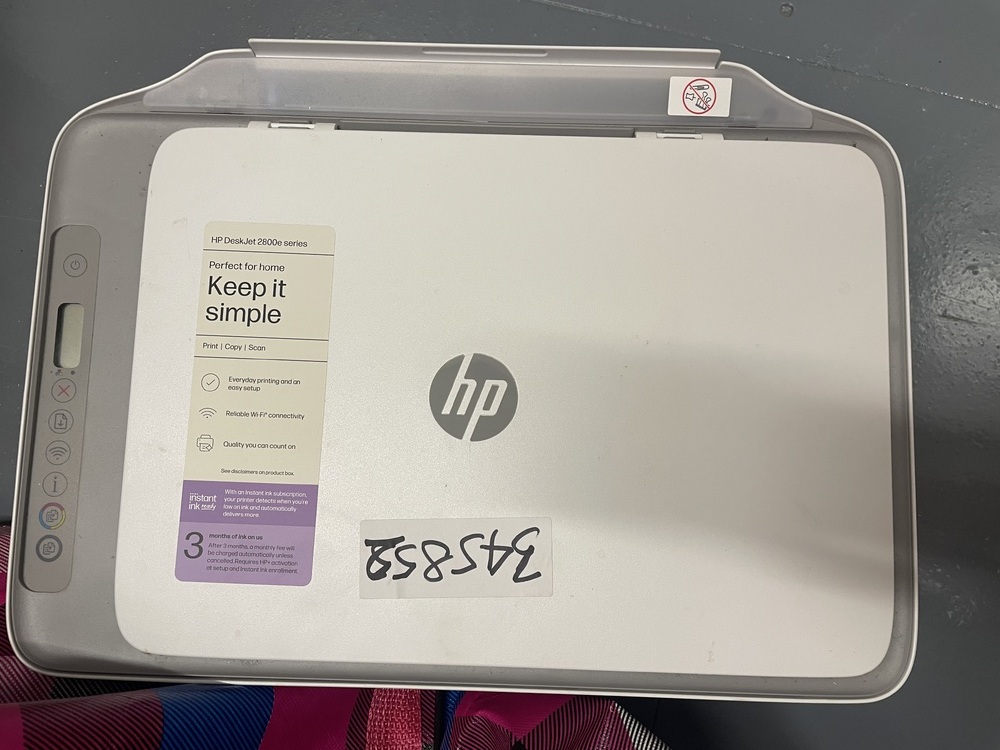 HP DeskJet 2800e series
Perfect for home
Keep it
simple
Print | Copy | Scan
Everyday printing and an
easy setup
Reliable Wi-Fi® connectivity
Quality you can count on
See disclaimers on product box.
instant
ink ready
With an Instant Ink subscription,
your printer detects when you're
low on ink and automatically
delivers more.
3 months of ink on us
After 3 months, a monthly fee will
be charged automatically unless
cancelled. Requires HP+ activation
at setup and Instant Ink enrollment.
hp
345852